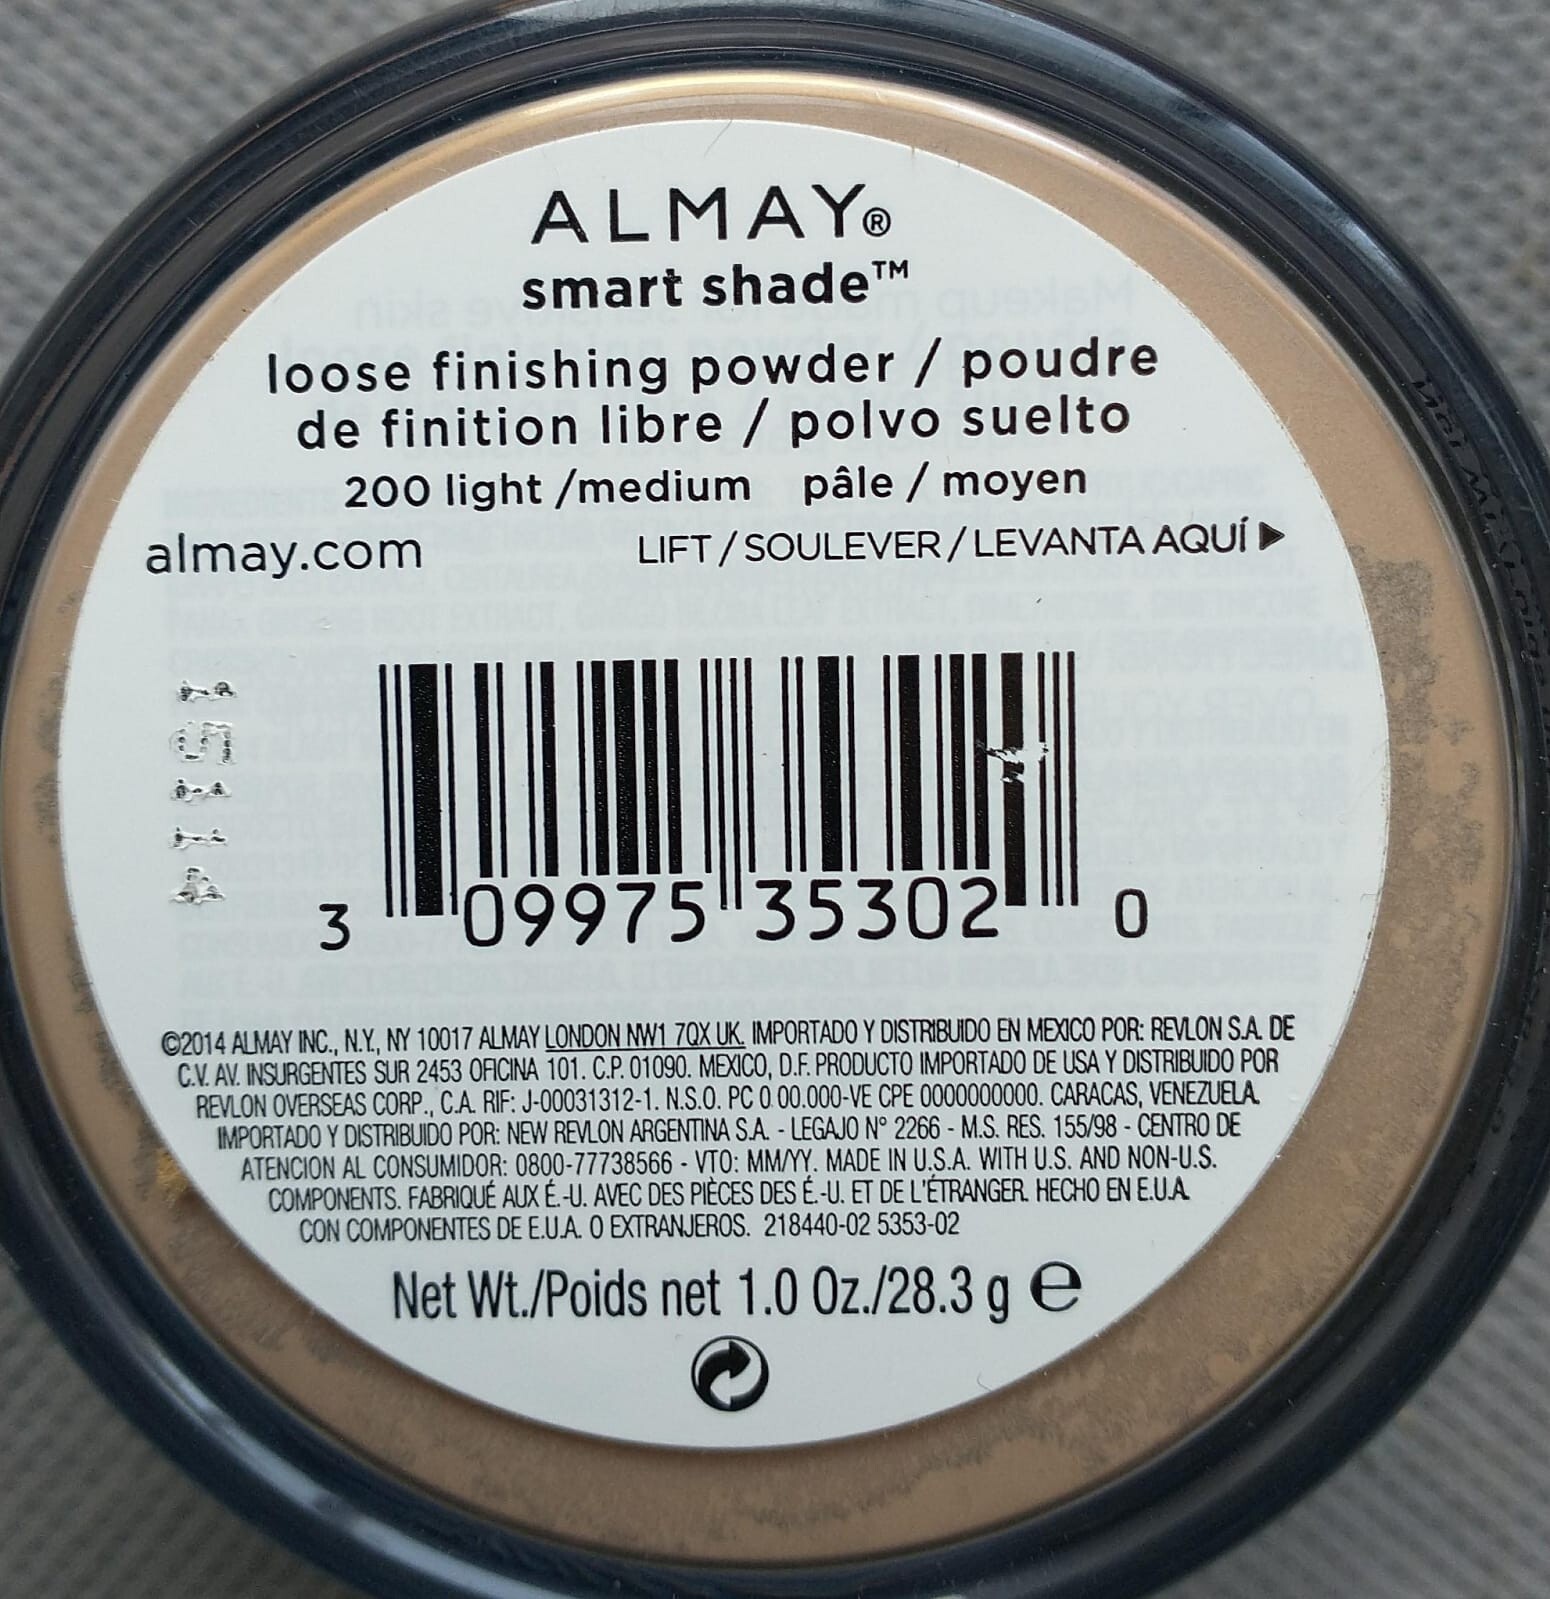 ALMAY®
smart shade™
loose finishing powder / poudre
de finition libre / polvo suelto
200 light /medium pâle / moyen
almay.com
LIFT / SOULEVER / LEVANTA AQUÍ ▶
15114
3 09975 35302 0
©2014 ALMAY INC., N.Y., NY 10017 ALMAY LONDON NW1 7QX UK. IMPORTADO Y DISTRIBUIDO EN MEXICO POR: REVLON S.A. DE
C.V. AV. INSURGENTES SUR 2453 OFICINA 101. C.P. 01090. MEXICO, D.F. PRODUCTO IMPORTADO DE USA Y DISTRIBUIDO POR
REVLON OVERSEAS CORP., C.A. RIF: J-00031312-1. N.S.O. PC 0 00.000-VE CPE 0000000000. CARACAS, VENEZUELA.
IMPORTADO Y DISTRIBUIDO POR: NEW REVLON ARGENTINA S.A. - LEGAJO N° 2266 - M.S. RES. 155/98 - CENTRO DE
ATENCION AL CONSUMIDOR: 0800-77738566 - VTO: MM/YY. MADE IN U.S.A. WITH U.S. AND NON-U.S.
COMPONENTS. FABRIQUÉ AUX É.-U. AVEC DES PIÈCES DES É.-U. ET DE L'ÉTRANGER. HECHO EN E.U.A.
CON COMPONENTES DE E.U.A. O EXTRANJEROS. 218440-02 5353-02
Net Wt./Poids net 1.0 Oz./28.3 g e